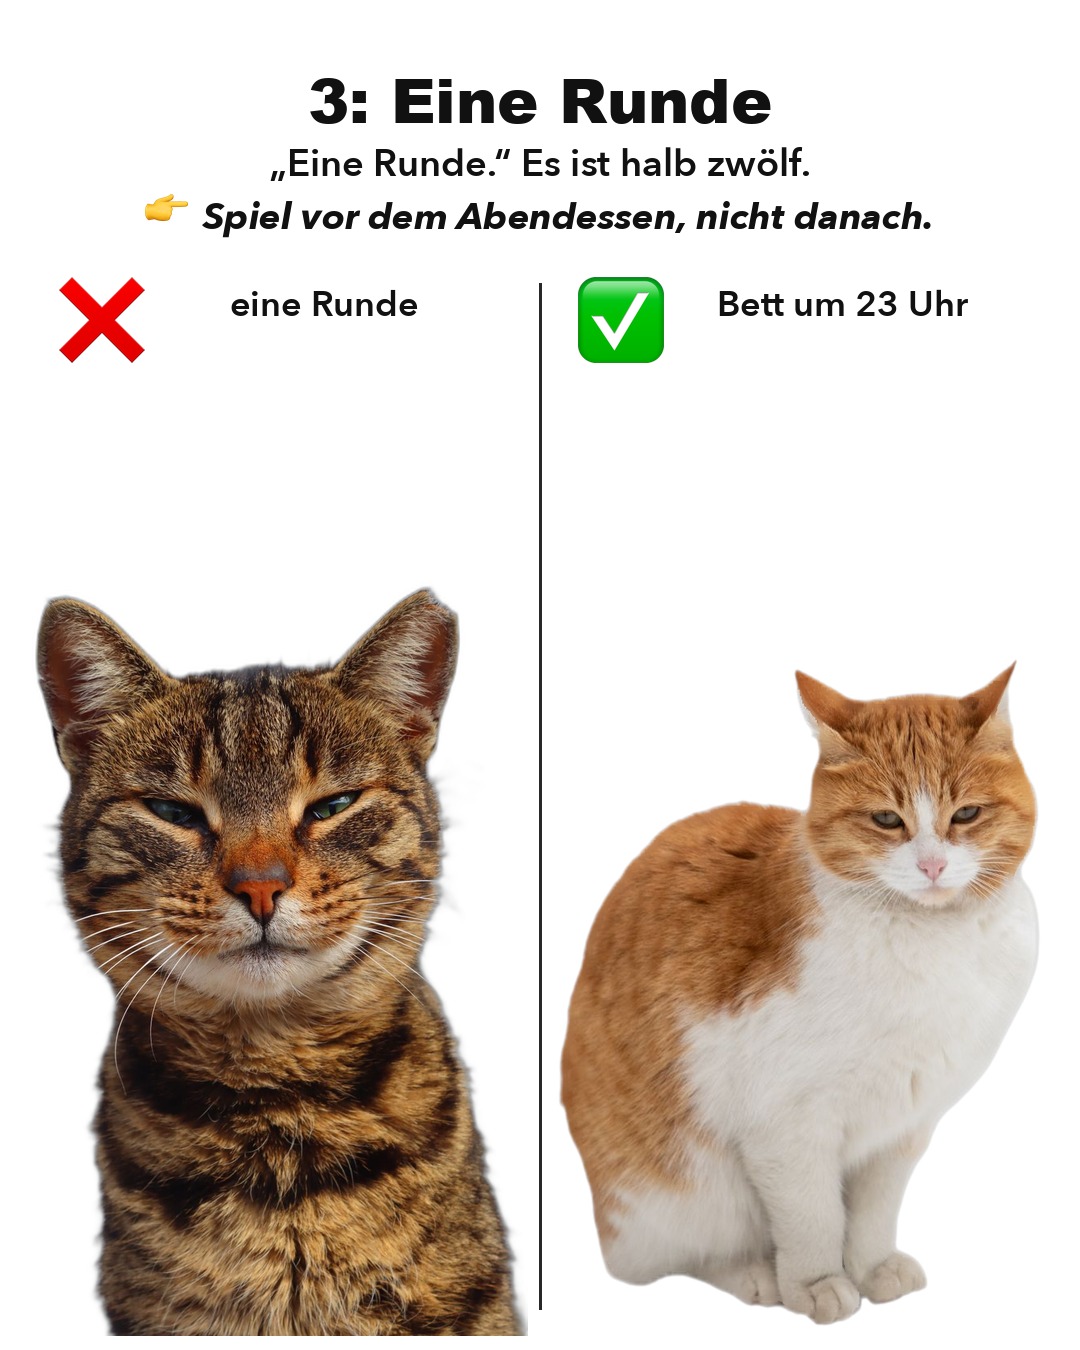 3: Eine Runde
„Eine Runde.“ Es ist halb zwölf.
👉 Spiel vor dem Abendessen, nicht danach.
❌ eine Runde
✅ Bett um 23 Uhr